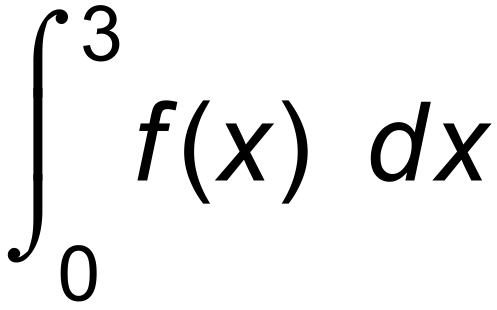 ∫₀³ f(x) dx